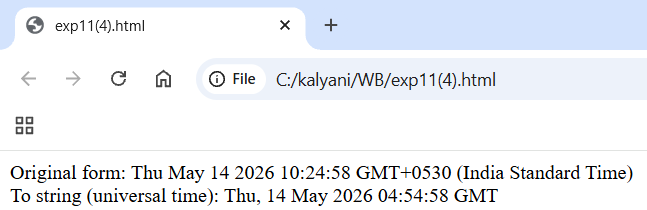 exp11(4).html
File C:/kalyani/WB/exp11(4).html
Original form: Thu May 14 2026 10:24:58 GMT+0530 (India Standard Time)
To string (universal time): Thu, 14 May 2026 04:54:58 GMT